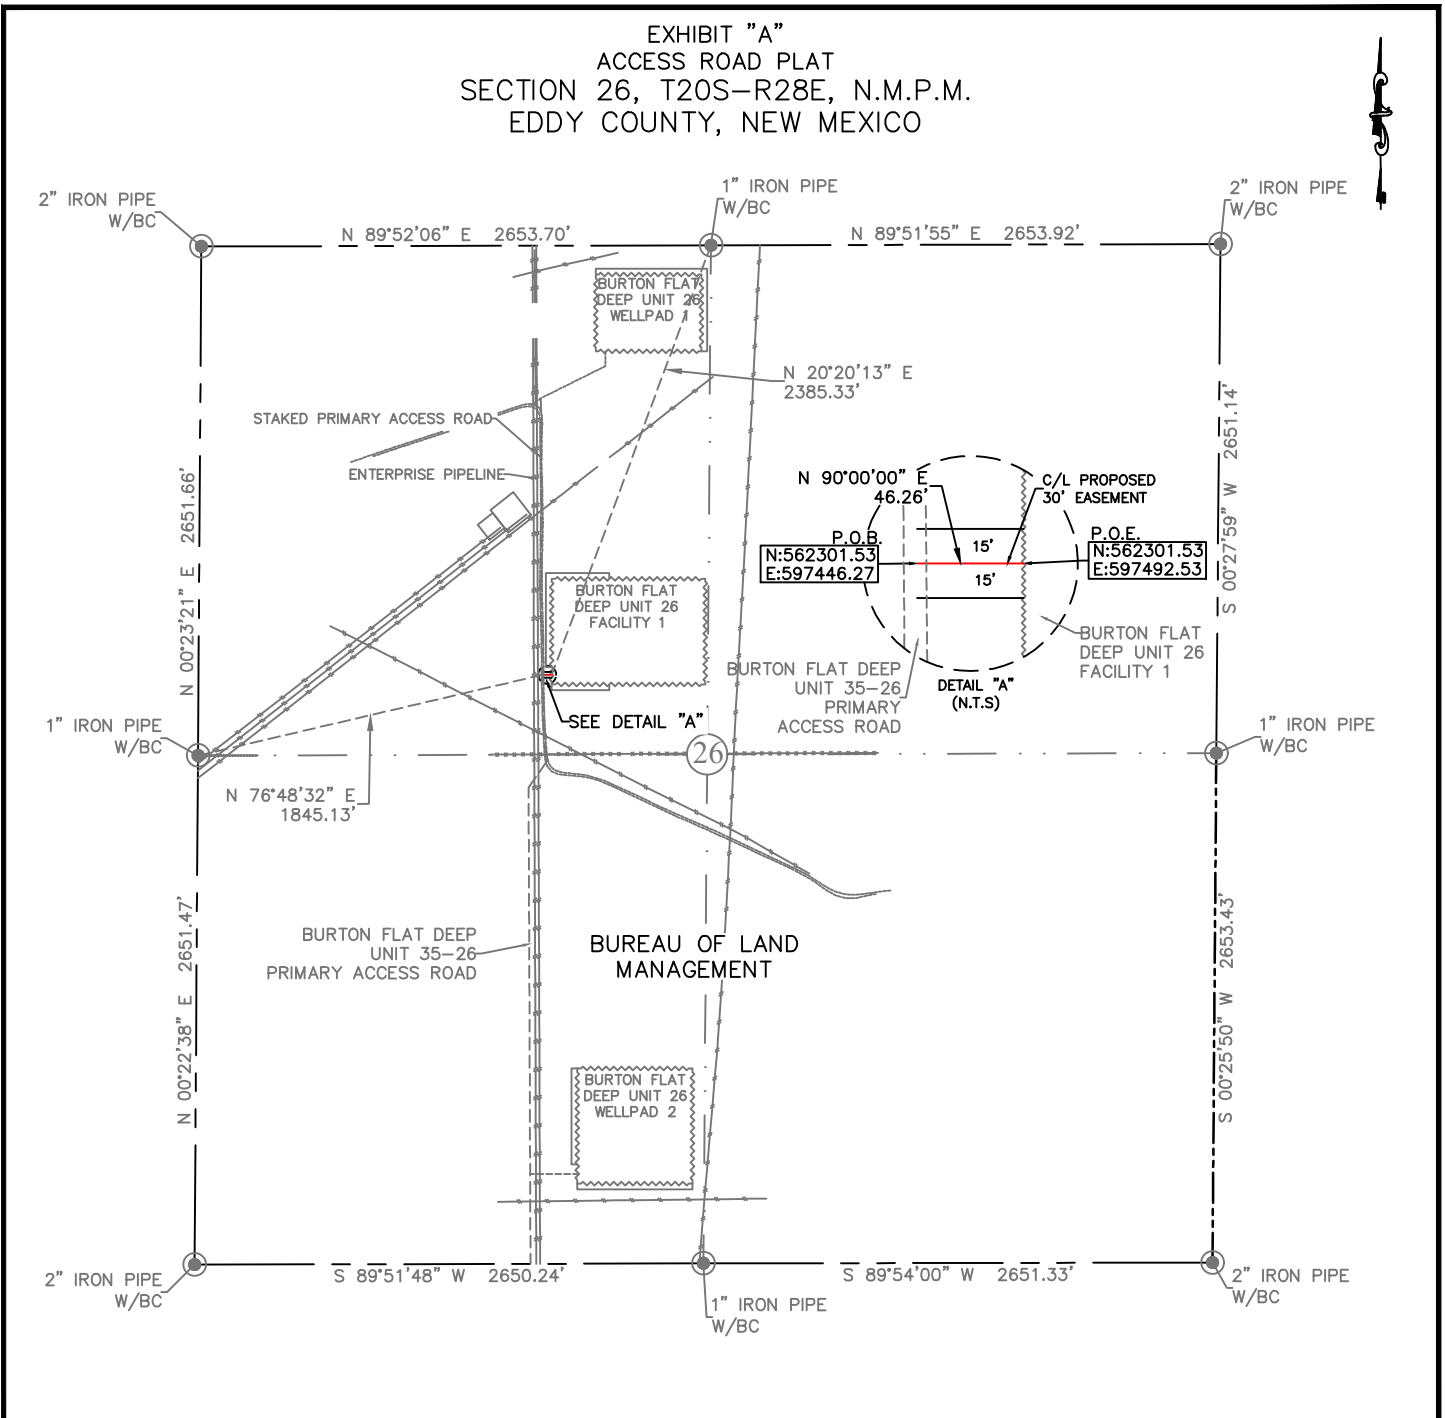 EXHIBIT "A"
ACCESS ROAD PLAT
SECTION 26, T20S-R28E, N.M.P.M.
EDDY COUNTY, NEW MEXICO
2" IRON PIPE
W/BC
1" IRON PIPE
W/BC
2" IRON PIPE
W/BC
N 89°52'06" E 2653.70'
N 89°51'55" E 2653.92'
BURTON FLAT
DEEP UNIT 26
WELLPAD 1
N 20°20'13" E
2385.33'
STAKED PRIMARY ACCESS ROAD
ENTERPRISE PIPELINE
N 00°23'21" E 2651.66'
S 00°27'59" W 2651.14'
N 90°00'00" E
46.26'
C/L PROPOSED
30' EASEMENT
P.O.B.
N:562301.53
E:597446.27
15'
15'
P.O.E.
N:562301.53
E:597492.53
BURTON FLAT
DEEP UNIT 26
FACILITY 1
BURTON FLAT
DEEP UNIT 26
FACILITY 1
BURTON FLAT DEEP
UNIT 35-26
PRIMARY
ACCESS ROAD
DETAIL "A"
(N.T.S)
SEE DETAIL "A"
1" IRON PIPE
W/BC
26
1" IRON PIPE
W/BC
N 76°48'32" E
1845.13'
N 00°22'38" E 2651.47'
S 00°25'50" W 2653.43'
BURTON FLAT DEEP
UNIT 35-26
PRIMARY ACCESS ROAD
BUREAU OF LAND
MANAGEMENT
BURTON FLAT
DEEP UNIT 26
WELLPAD 2
S 89°51'48" W 2650.24'
S 89°54'00" W 2651.33'
2" IRON PIPE
W/BC
1" IRON PIPE
W/BC
2" IRON PIPE
W/BC